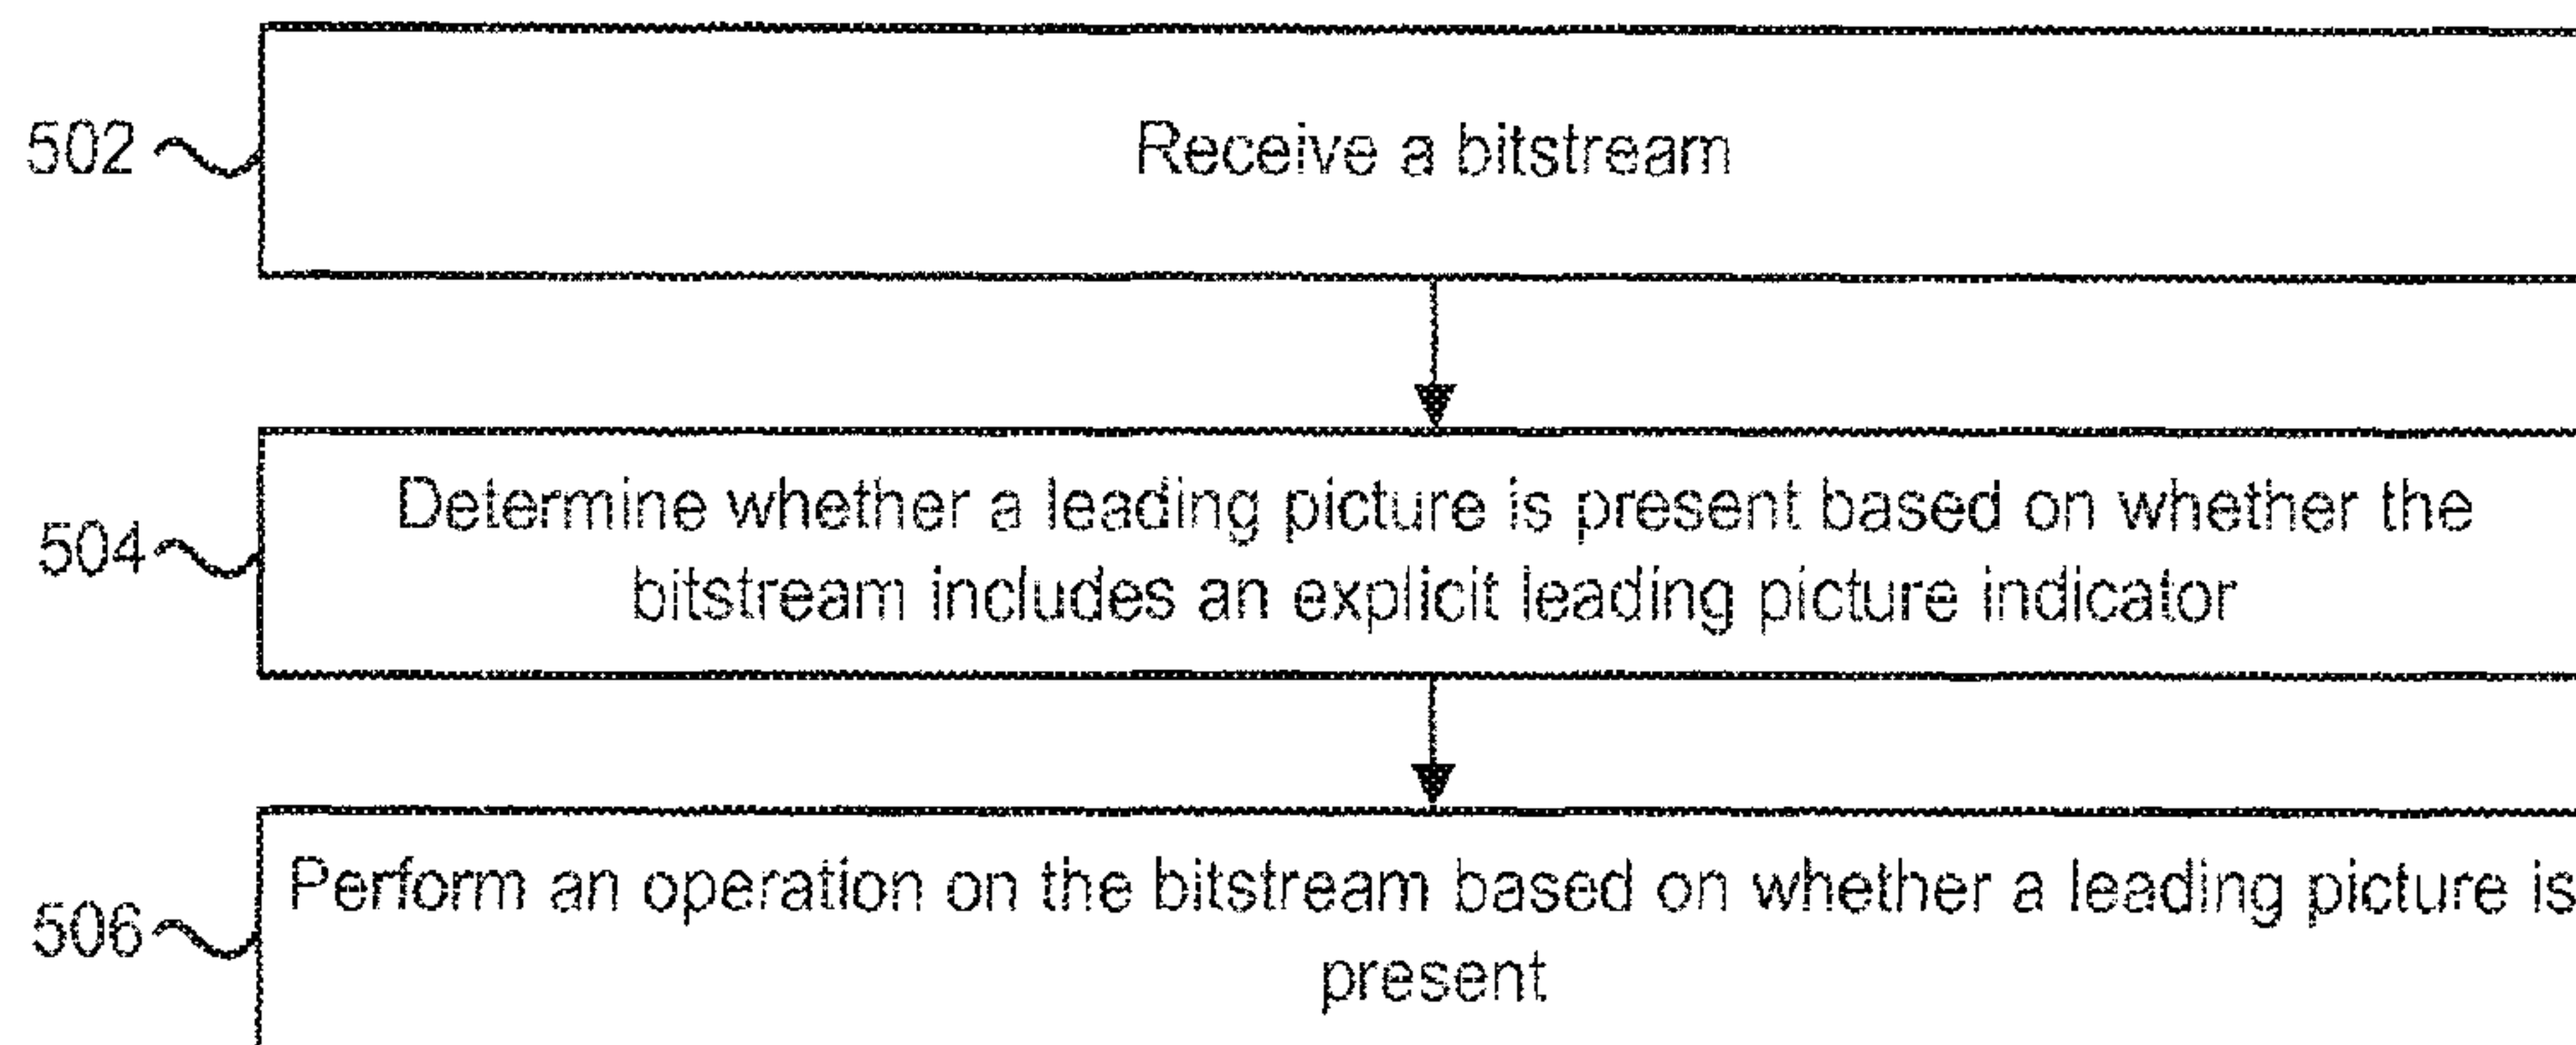 502
Receive a bitstream
504
Determine whether a leading picture is present based on whether the
bitstream includes an explicit leading picture indicator
506
Perform an operation on the bitstream based on whether a leading picture is
present